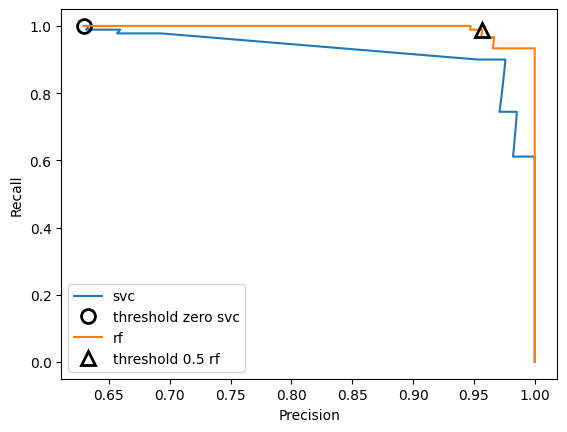 1.0
0.8
0.6
0.4
0.2
0.0
Recall
svc
threshold zero svc
rf
threshold 0.5 rf
0.65 0.70 0.75 0.80 0.85 0.90 0.95 1.00
Precision